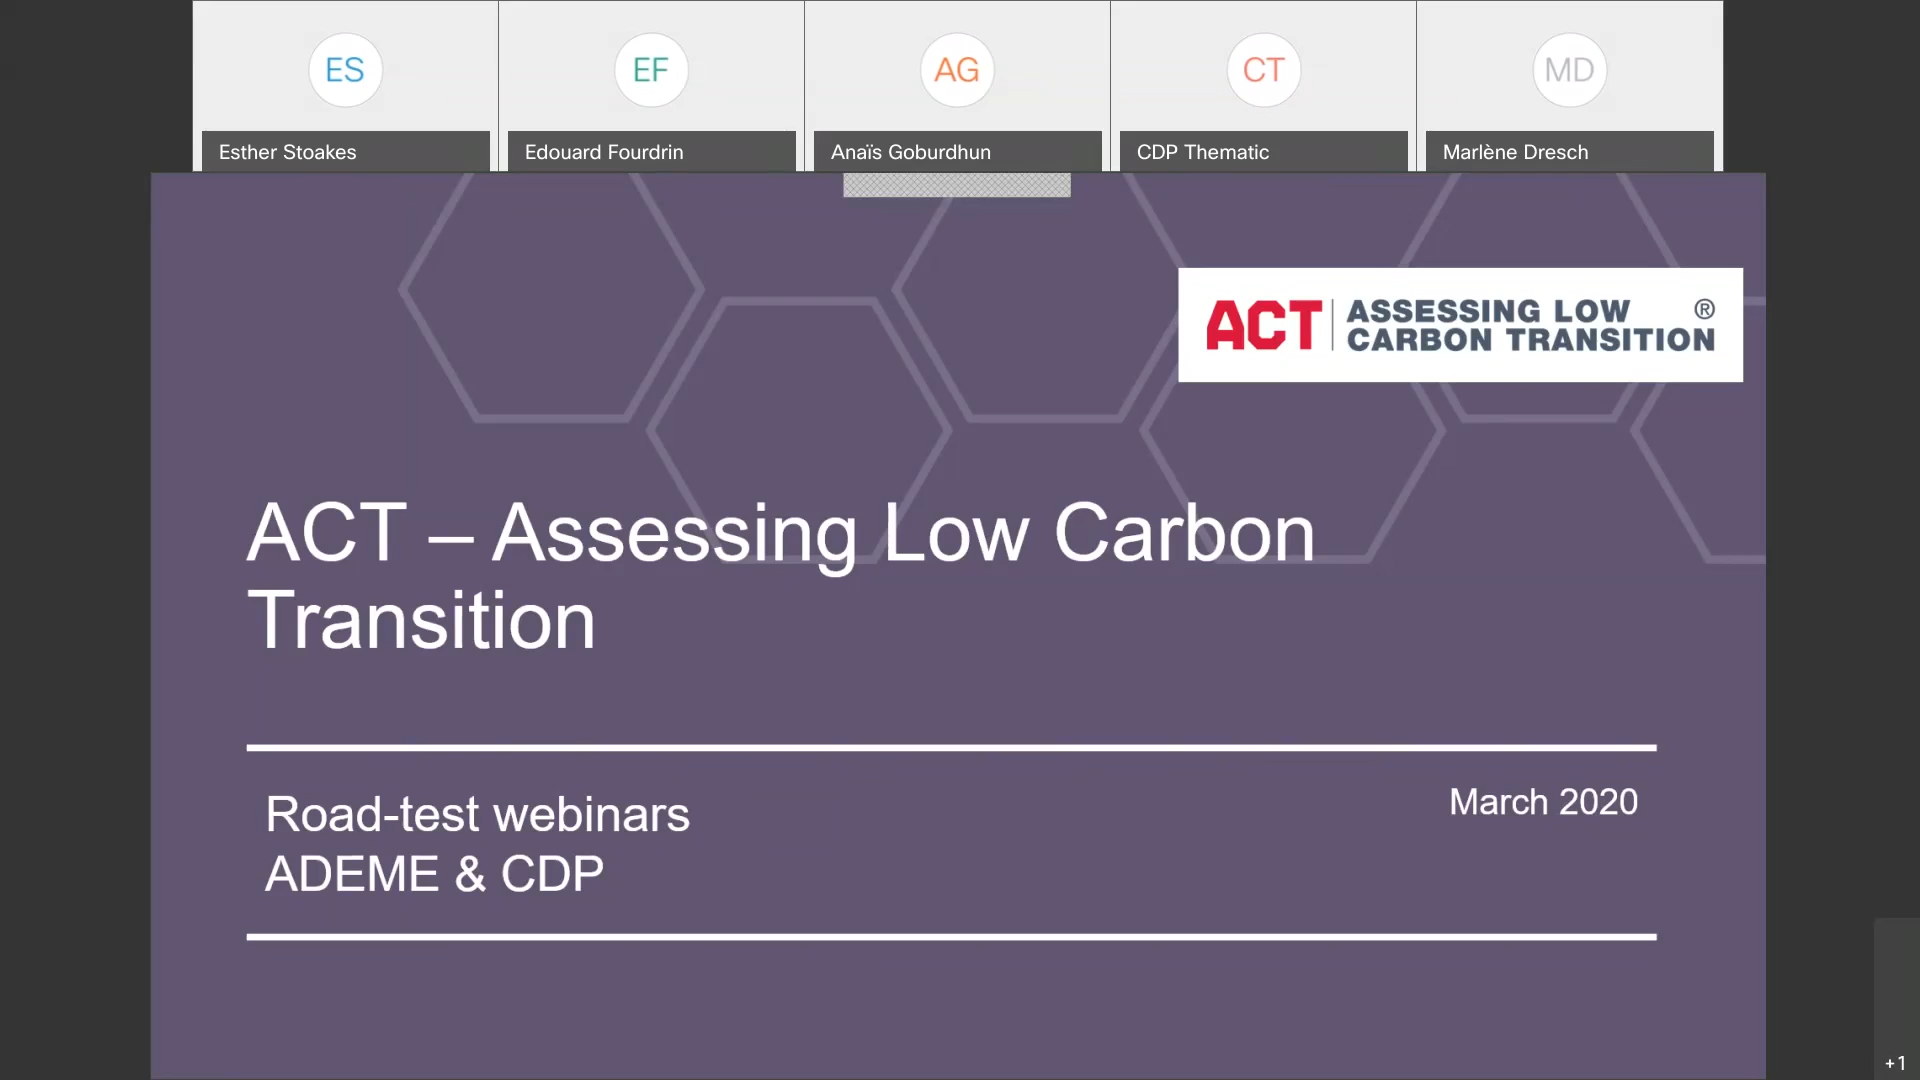 ES
EF
AG
CT
MD
Esther Stoakes
Edouard Fourdrin
Anaïs Goburdhun
CDP Thematic
Marlène Dresch
ACT ASSESSING LOW ®
CARBON TRANSITION
ACT – Assessing Low Carbon
Transition
Road-test webinars
ADEME & CDP
March 2020
+1